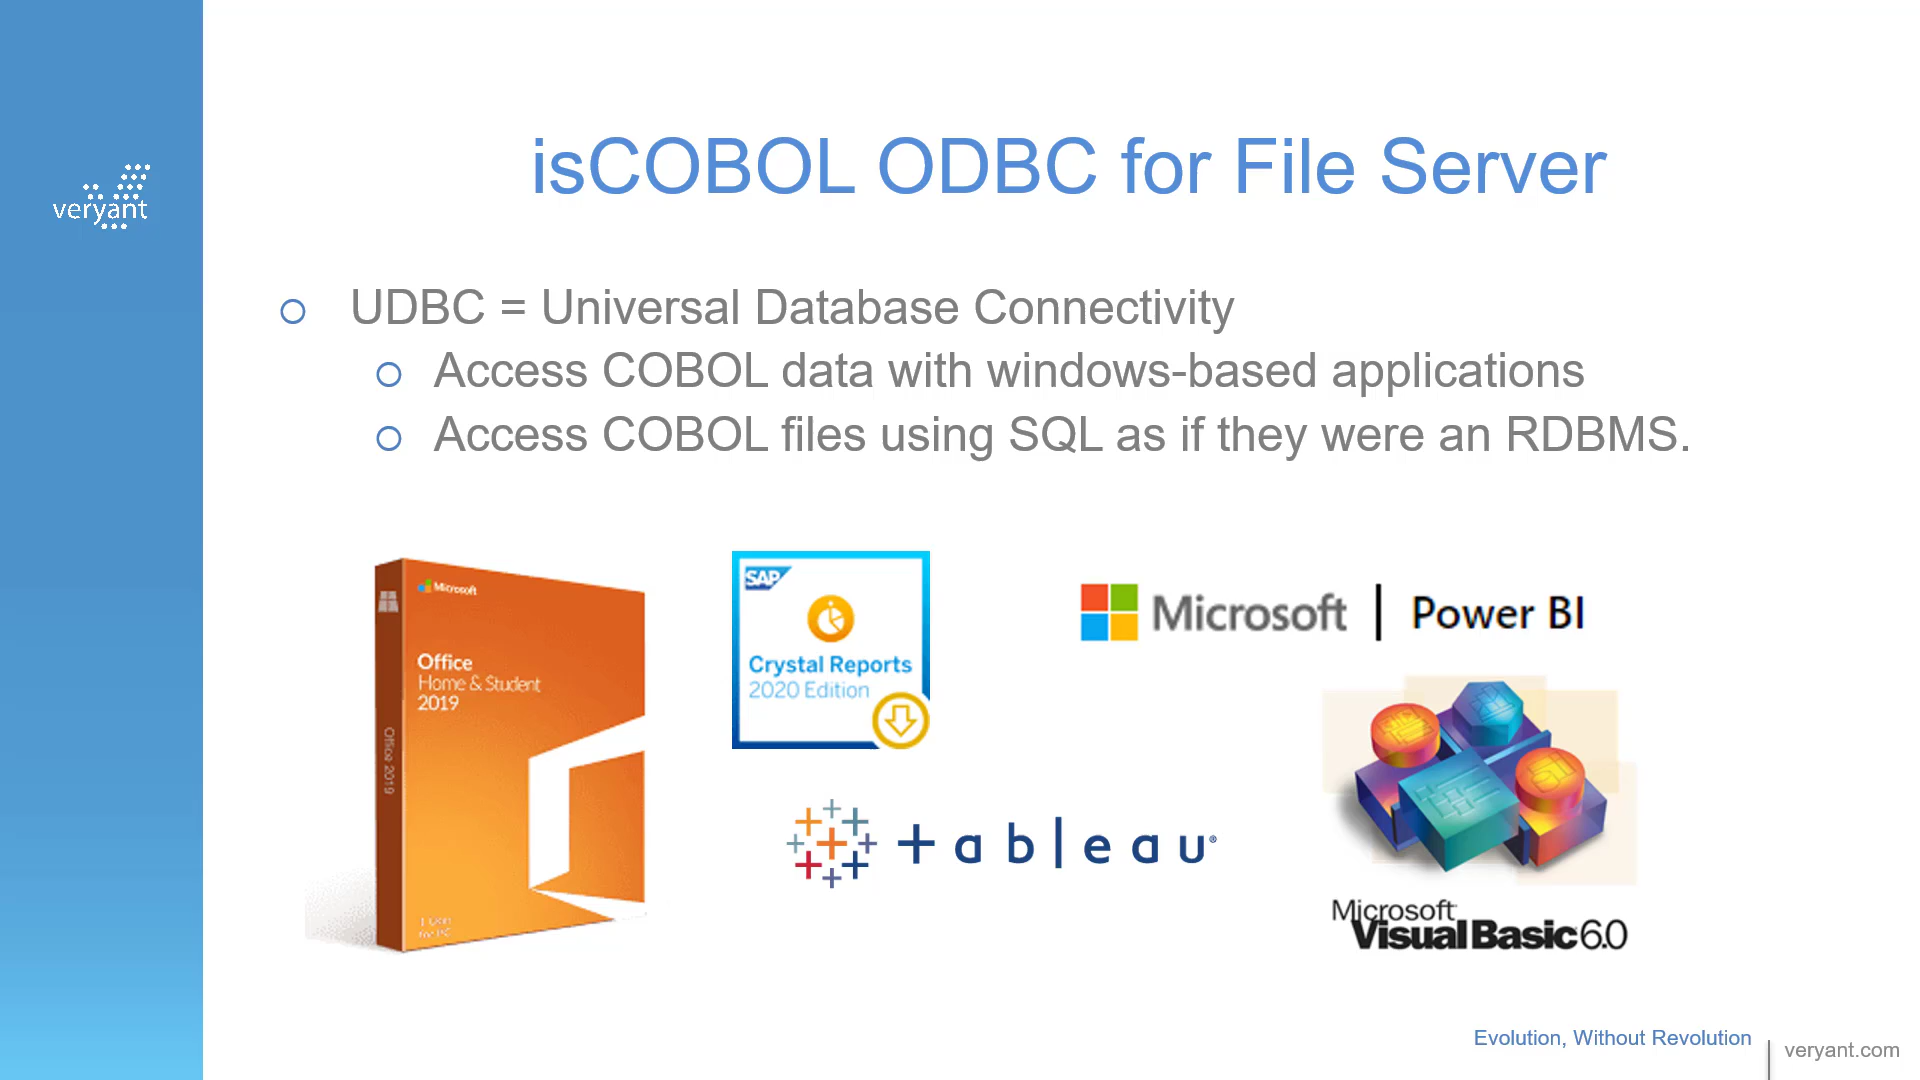 veryant
isCOBOL ODBC for File Server
UDBC = Universal Database Connectivity
Access COBOL data with windows-based applications
Access COBOL files using SQL as if they were an RDBMS.
Microsoft
Office
Home & Student
2019
Office 2019
SAP
Crystal Reports
2020 Edition
Microsoft | Power BI
+ableau®
Microsoft
Visual Basic 6.0
Evolution, Without Revolution
veryant.com